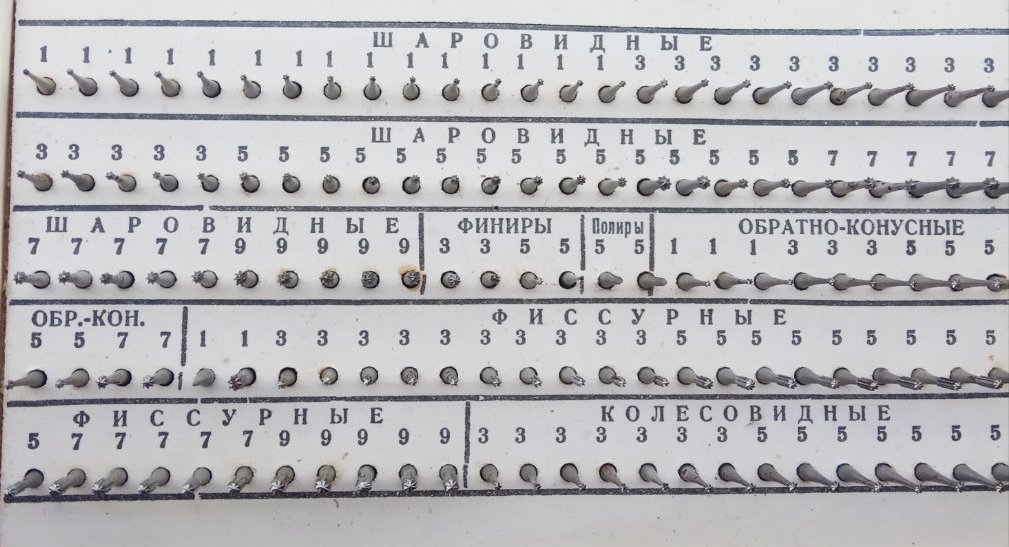 ШАРОВИДНЫЕ
1 1 1 1 1 1 1 1 1 1 1 1 1 1 1 3 3 3 3 3 3 3 3 3 3
ШАРОВИДНЫЕ
3 3 3 3 3 5 5 5 5 5 5 5 5 5 5 5 5 5 5 5 7 7 7 7 7
ШАРОВИДНЫЕ ФИНИРЫ Полиры ОБРАТНО-КОНУСНЫЕ
7 7 7 7 7 9 9 9 9 9 3 3 5 5 5 5 1 1 1 3 3 3 5 5 5
ОБР.-КОН. ФИССУРНЫЕ
5 5 7 7 1 1 3 3 3 3 3 3 3 3 3 3 5 5 5 5 5 5 5 5 5
ФИССУРНЫЕ КОЛЕСОВИДНЫЕ
5 7 7 7 7 7 9 9 9 9 9 3 3 3 3 3 3 3 5 5 5 5 5 5 5